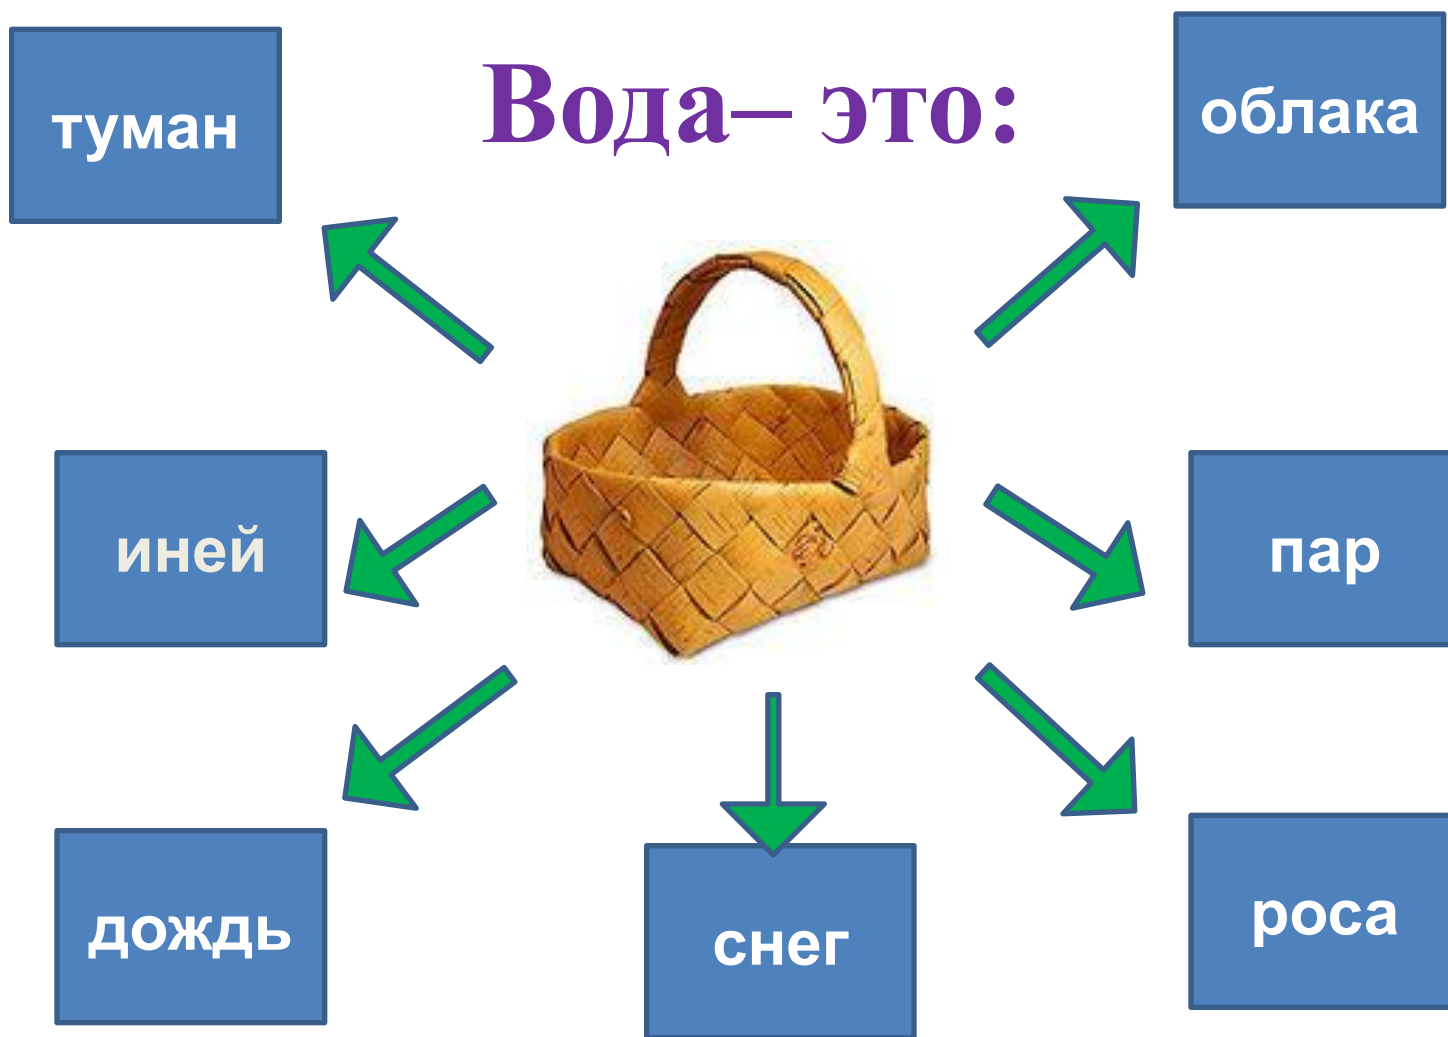 Вода– это:
туман
облака
иней
пар
дождь
снег
роса